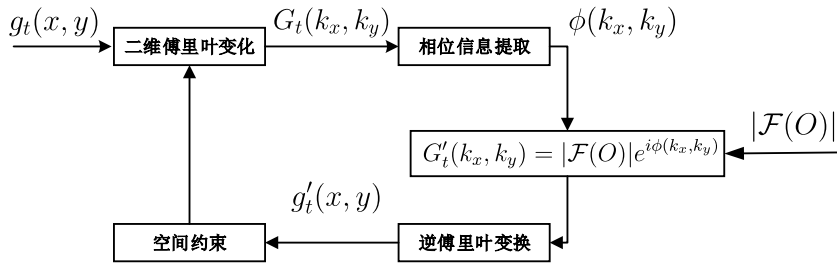 g_t(x, y)
二维傅里叶变化
G_t(k_x, k_y)
相位信息提取
ϕ(k_x, k_y)
|ℱ(O)|
G'_t(k_x, k_y) = |ℱ(O)|e^{iϕ(k_x,k_y)}
g'_t(x, y)
空间约束
逆傅里叶变换